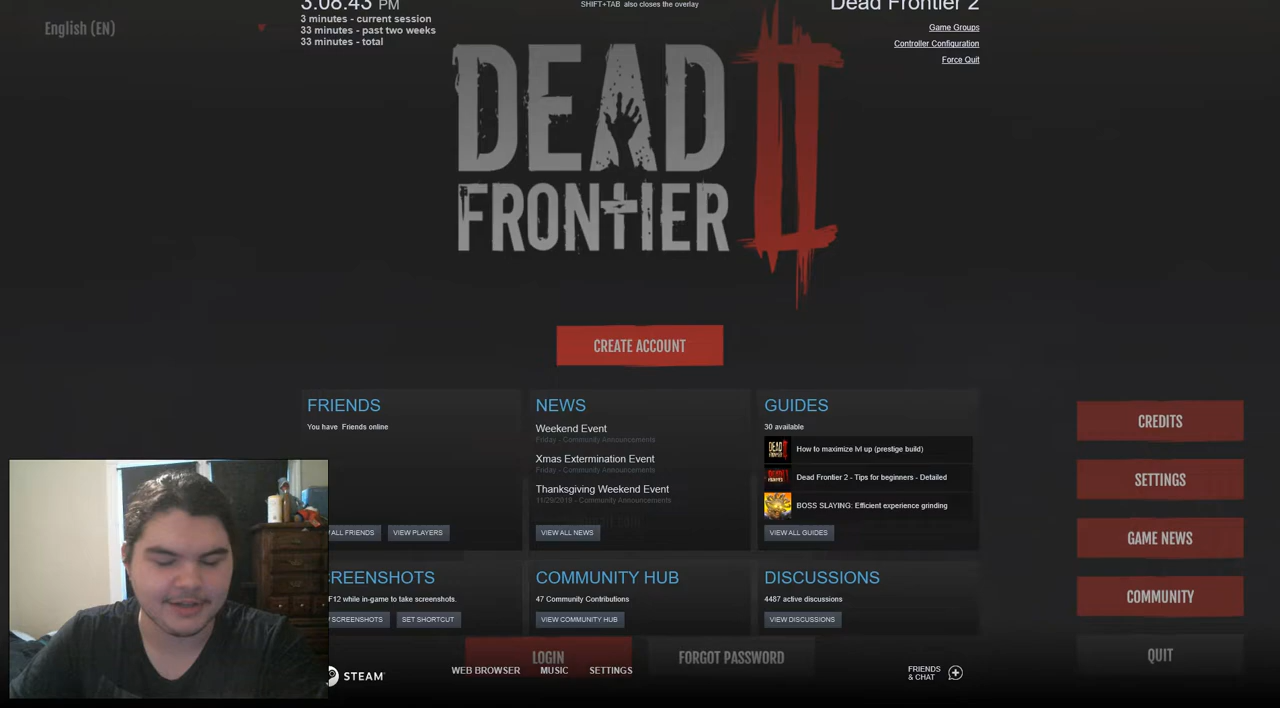 English (EN)
3:08:43 PM
3 minutes - current session
33 minutes - past two weeks
33 minutes - total
SHIFT+TAB also closes the overlay
Dead Frontier 2
Game Groups
Controller Configuration
Force Quit
DEAD
FRONTIER
II
CREATE ACCOUNT
FRIENDS
You have Friends online
ALL FRIENDS
VIEW PLAYERS
NEWS
Weekend Event
Friday - Community Announcements
Xmas Extermination Event
Friday - Community Announcements
Thanksgiving Weekend Event
11/29/2018 - Community Announcements
VIEW ALL NEWS
GUIDES
30 available
How to maximize lvl up (prestige build)
Dead Frontier 2 - Tips for beginners - Detailed
BOSS SLAYING: Efficient experience grinding
VIEW ALL GUIDES
CREDITS
SETTINGS
GAME NEWS
COMMUNITY
QUIT
REENSHOTS
F12 while in-game to take screenshots.
SCREENSHOTS
SET SHORTCUT
COMMUNITY HUB
47 Community Contributions
VIEW COMMUNITY HUB
DISCUSSIONS
4487 active discussions
VIEW DISCUSSIONS
LOGIN
FORGOT PASSWORD
STEAM
WEB BROWSER
MUSIC
SETTINGS
FRIENDS
& CHAT